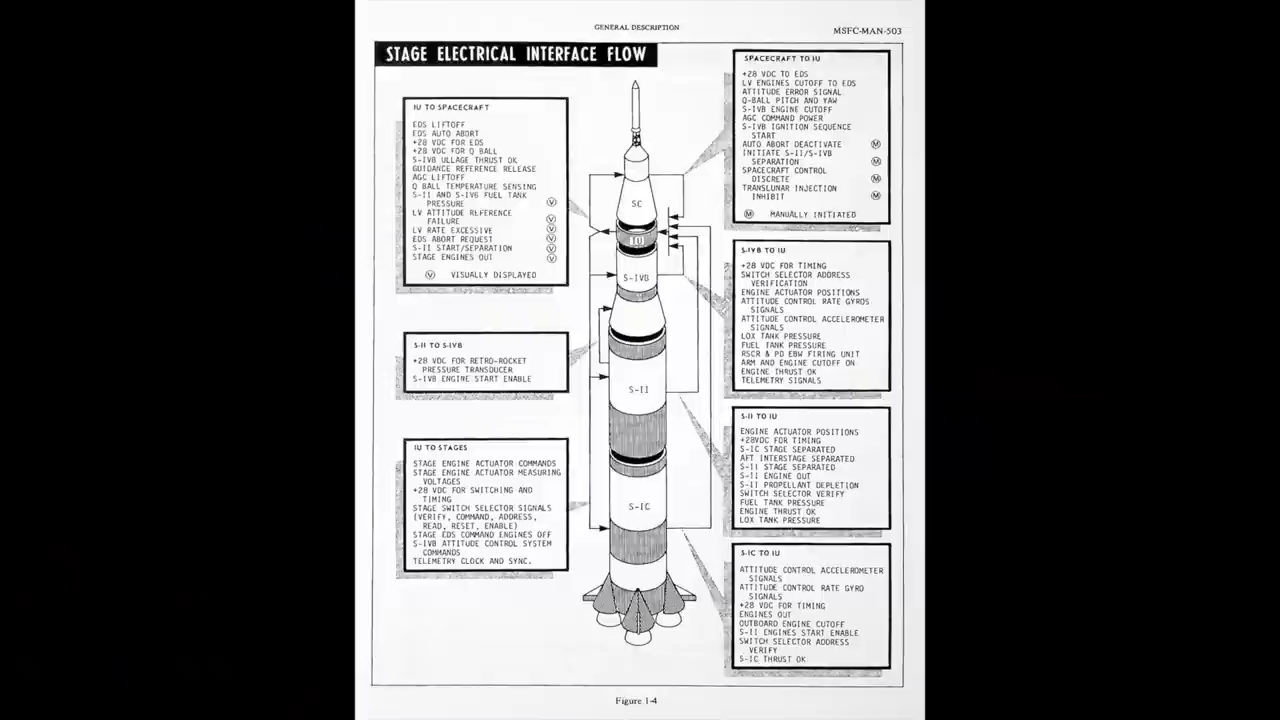 GENERAL DESCRIPTION
MSFC-MAN-503
STAGE ELECTRICAL INTERFACE FLOW
IU TO SPACECRAFT
EDS LIFTOFF
EDS AUTO ABORT
+28 VDC FOR EDS
+28 VDC FOR Q BALL
S-IVB ULLAGE THRUST OK
GUIDANCE REFERENCE RELEASE
AGC LIFTOFF
Q BALL TEMPERATURE SENSING
S-II AND S-IVB FUEL TANK
PRESSURE V
LV ATTITUDE REFERENCE
FAILURE V
LV RATE EXCESSIVE V
EDS ABORT REQUEST V
S-II START/SEPARATION V
STAGE ENGINES OUT V
V VISUALLY DISPLAYED
S-II TO S-IVB
+28 VDC FOR RETRO-ROCKET
PRESSURE TRANSDUCER
S-IVB ENGINE START ENABLE
IU TO STAGES
STAGE ENGINE ACTUATOR COMMANDS
STAGE ENGINE ACTUATOR MEASURING
VOLTAGES
+28 VDC FOR SWITCHING AND
TIMING
STAGE SWITCH SELECTOR SIGNALS
(VERIFY, COMMAND, ADDRESS,
READ, RESET, ENABLE)
STAGE EDS COMMAND ENGINES OFF
S-IVB ATTITUDE CONTROL SYSTEM
COMMANDS
TELEMETRY CLOCK AND SYNC.
SC
IU
S-IVB
S-II
S-IC
SPACECRAFT TO IU
+28 VDC TO EDS
LV ENGINES CUTOFF TO EDS
ATTITUDE ERROR SIGNAL
Q-BALL PITCH AND YAW
S-IVB ENGINE CUTOFF
AGC COMMAND POWER
S-IVB IGNITION SEQUENCE
START
AUTO ABORT DEACTIVATE M
INITIATE S-II/S-IVB
SEPARATION M
SPACECRAFT CONTROL
DISCRETE M
TRANSLUNAR INJECTION
INHIBIT M
M MANUALLY INITIATED
S-IVB TO IU
+28 VDC FOR TIMING
SWITCH SELECTOR ADDRESS
VERIFICATION
ENGINE ACTUATOR POSITIONS
ATTITUDE CONTROL RATE GYROS
SIGNALS
ATTITUDE CONTROL ACCELEROMETER
SIGNALS
LOX TANK PRESSURE
FUEL TANK PRESSURE
RSCR & PD EBW FIRING UNIT
ARM AND ENGINE CUTOFF ON
ENGINE THRUST OK
TELEMETRY SIGNALS
S-II TO IU
ENGINE ACTUATOR POSITIONS
+28VDC FOR TIMING
S-IC STAGE SEPARATED
AFT INTERSTAGE SEPARATED
S-II STAGE SEPARATED
S-II ENGINE OUT
S-II PROPELLANT DEPLETION
SWITCH SELECTOR VERIFY
FUEL TANK PRESSURE
ENGINE THRUST OK
LOX TANK PRESSURE
S-IC TO IU
ATTITUDE CONTROL ACCELEROMETER
SIGNALS
ATTITUDE CONTROL RATE GYRO
SIGNALS
+28 VDC FOR TIMING
ENGINES OUT
OUTBOARD ENGINE CUTOFF
S-II ENGINES START ENABLE
SWITCH SELECTOR ADDRESS
VERIFY
S-IC THRUST OK
Figure 1-4